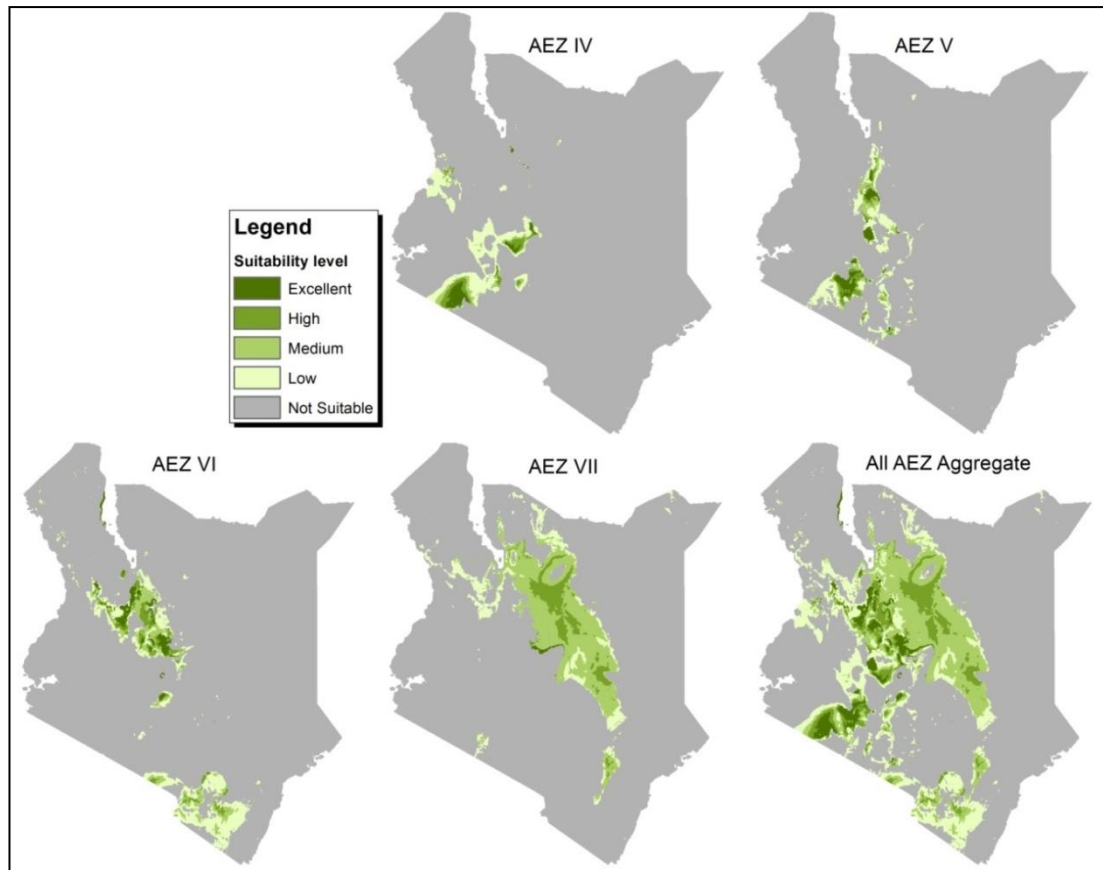 AEZ IV
AEZ V
Legend
Suitability level
Excellent
High
Medium
Low
Not Suitable
AEZ VI
AEZ VII
All AEZ Aggregate